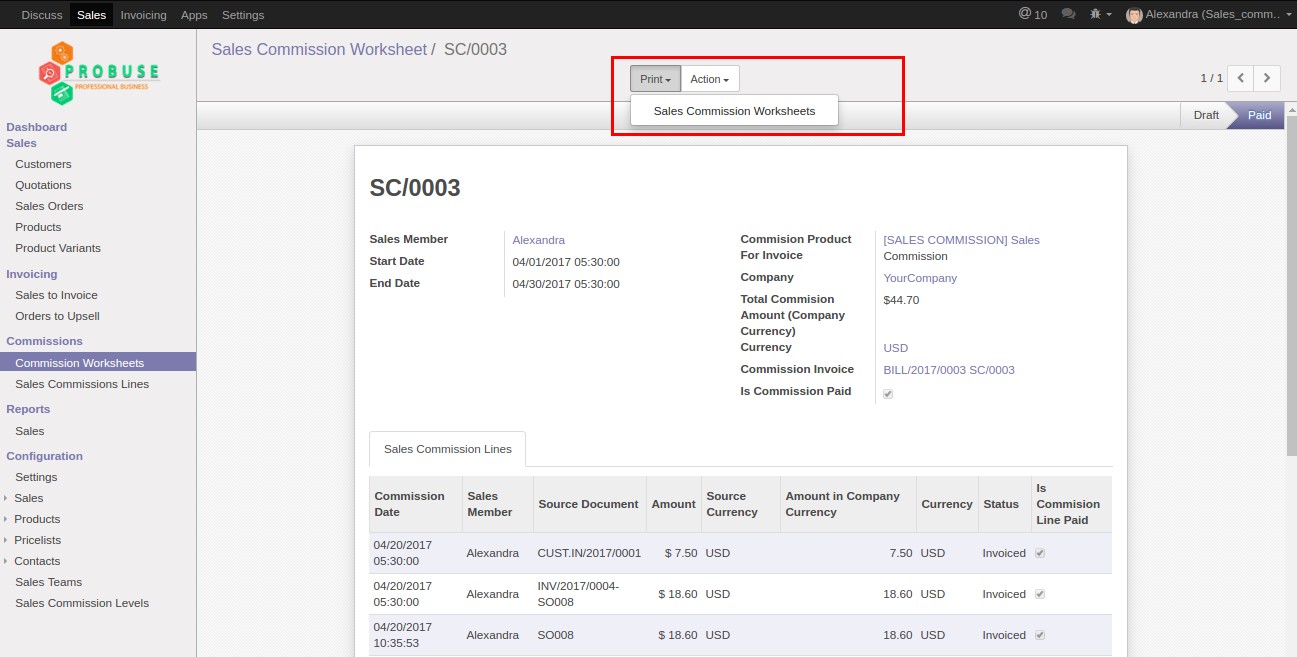 Discuss Sales Invoicing Apps Settings @ 10 Alexandra (Sales_comm..
PROBUSE
PROFESSIONAL BUSINESS
Sales Commission Worksheet / SC/0003
Print Action
1 / 1
Sales Commission Worksheets
Draft Paid
Dashboard
Sales
Customers
Quotations
Sales Orders
Products
Product Variants
Invoicing
Sales to Invoice
Orders to Upsell
Commissions
Commission Worksheets
Sales Commissions Lines
Reports
Sales
Configuration
Settings
Sales
Products
Pricelists
Contacts
Sales Teams
Sales Commission Levels
SC/0003
Sales Member Alexandra
Start Date 04/01/2017 05:30:00
End Date 04/30/2017 05:30:00
Commision Product [SALES COMMISSION] Sales
For Invoice Commission
Company YourCompany
Total Commision $44.70
Amount (Company
Currency)
Currency USD
Commission Invoice BILL/2017/0003 SC/0003
Is Commission Paid
Sales Commission Lines
Commission Date Sales Member Source Document Amount Source Currency Amount in Company Currency Currency Status Is Commision Line Paid
04/20/2017 05:30:00 Alexandra CUST.IN/2017/0001 $ 7.50 USD 7.50 USD Invoiced
04/20/2017 05:30:00 Alexandra INV/2017/0004-SO008 $ 18.60 USD 18.60 USD Invoiced
04/20/2017 10:35:53 Alexandra SO008 $ 18.60 USD 18.60 USD Invoiced